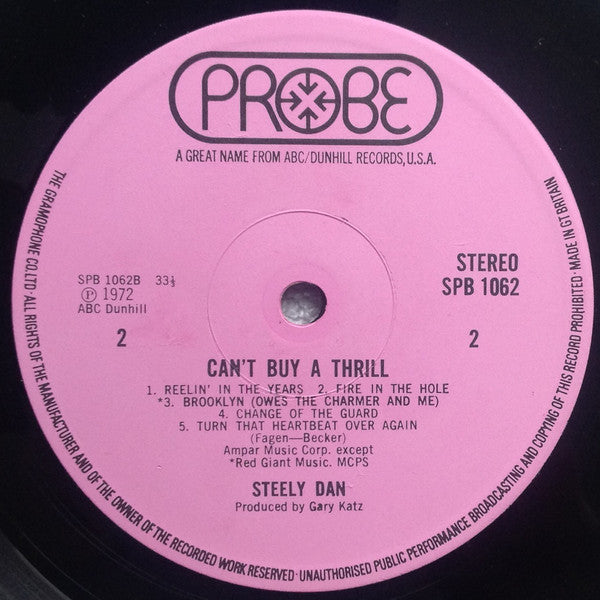 PROBE
A GREAT NAME FROM ABC/DUNHILL RECORDS, U.S.A.
THE GRAMOPHONE CO. LTD · ALL RIGHTS OF THE MANUFACTURER AND OF THE OWNER OF THE RECORDED WORK RESERVED · UNAUTHORISED PUBLIC PERFORMANCE BROADCASTING AND COPYING OF THIS RECORD PROHIBITED · MADE IN GT BRITAIN
SPB 1062B 33⅓
Ⓟ 1972
ABC Dunhill
STEREO
SPB 1062
2
2
CAN'T BUY A THRILL
1. REELIN' IN THE YEARS 2. FIRE IN THE HOLE
*3. BROOKLYN (OWES THE CHARMER AND ME)
4. CHANGE OF THE GUARD
5. TURN THAT HEARTBEAT OVER AGAIN
(Fagen—Becker)
Ampar Music Corp. except
*Red Giant Music. MCPS
STEELY DAN
Produced by Gary Katz